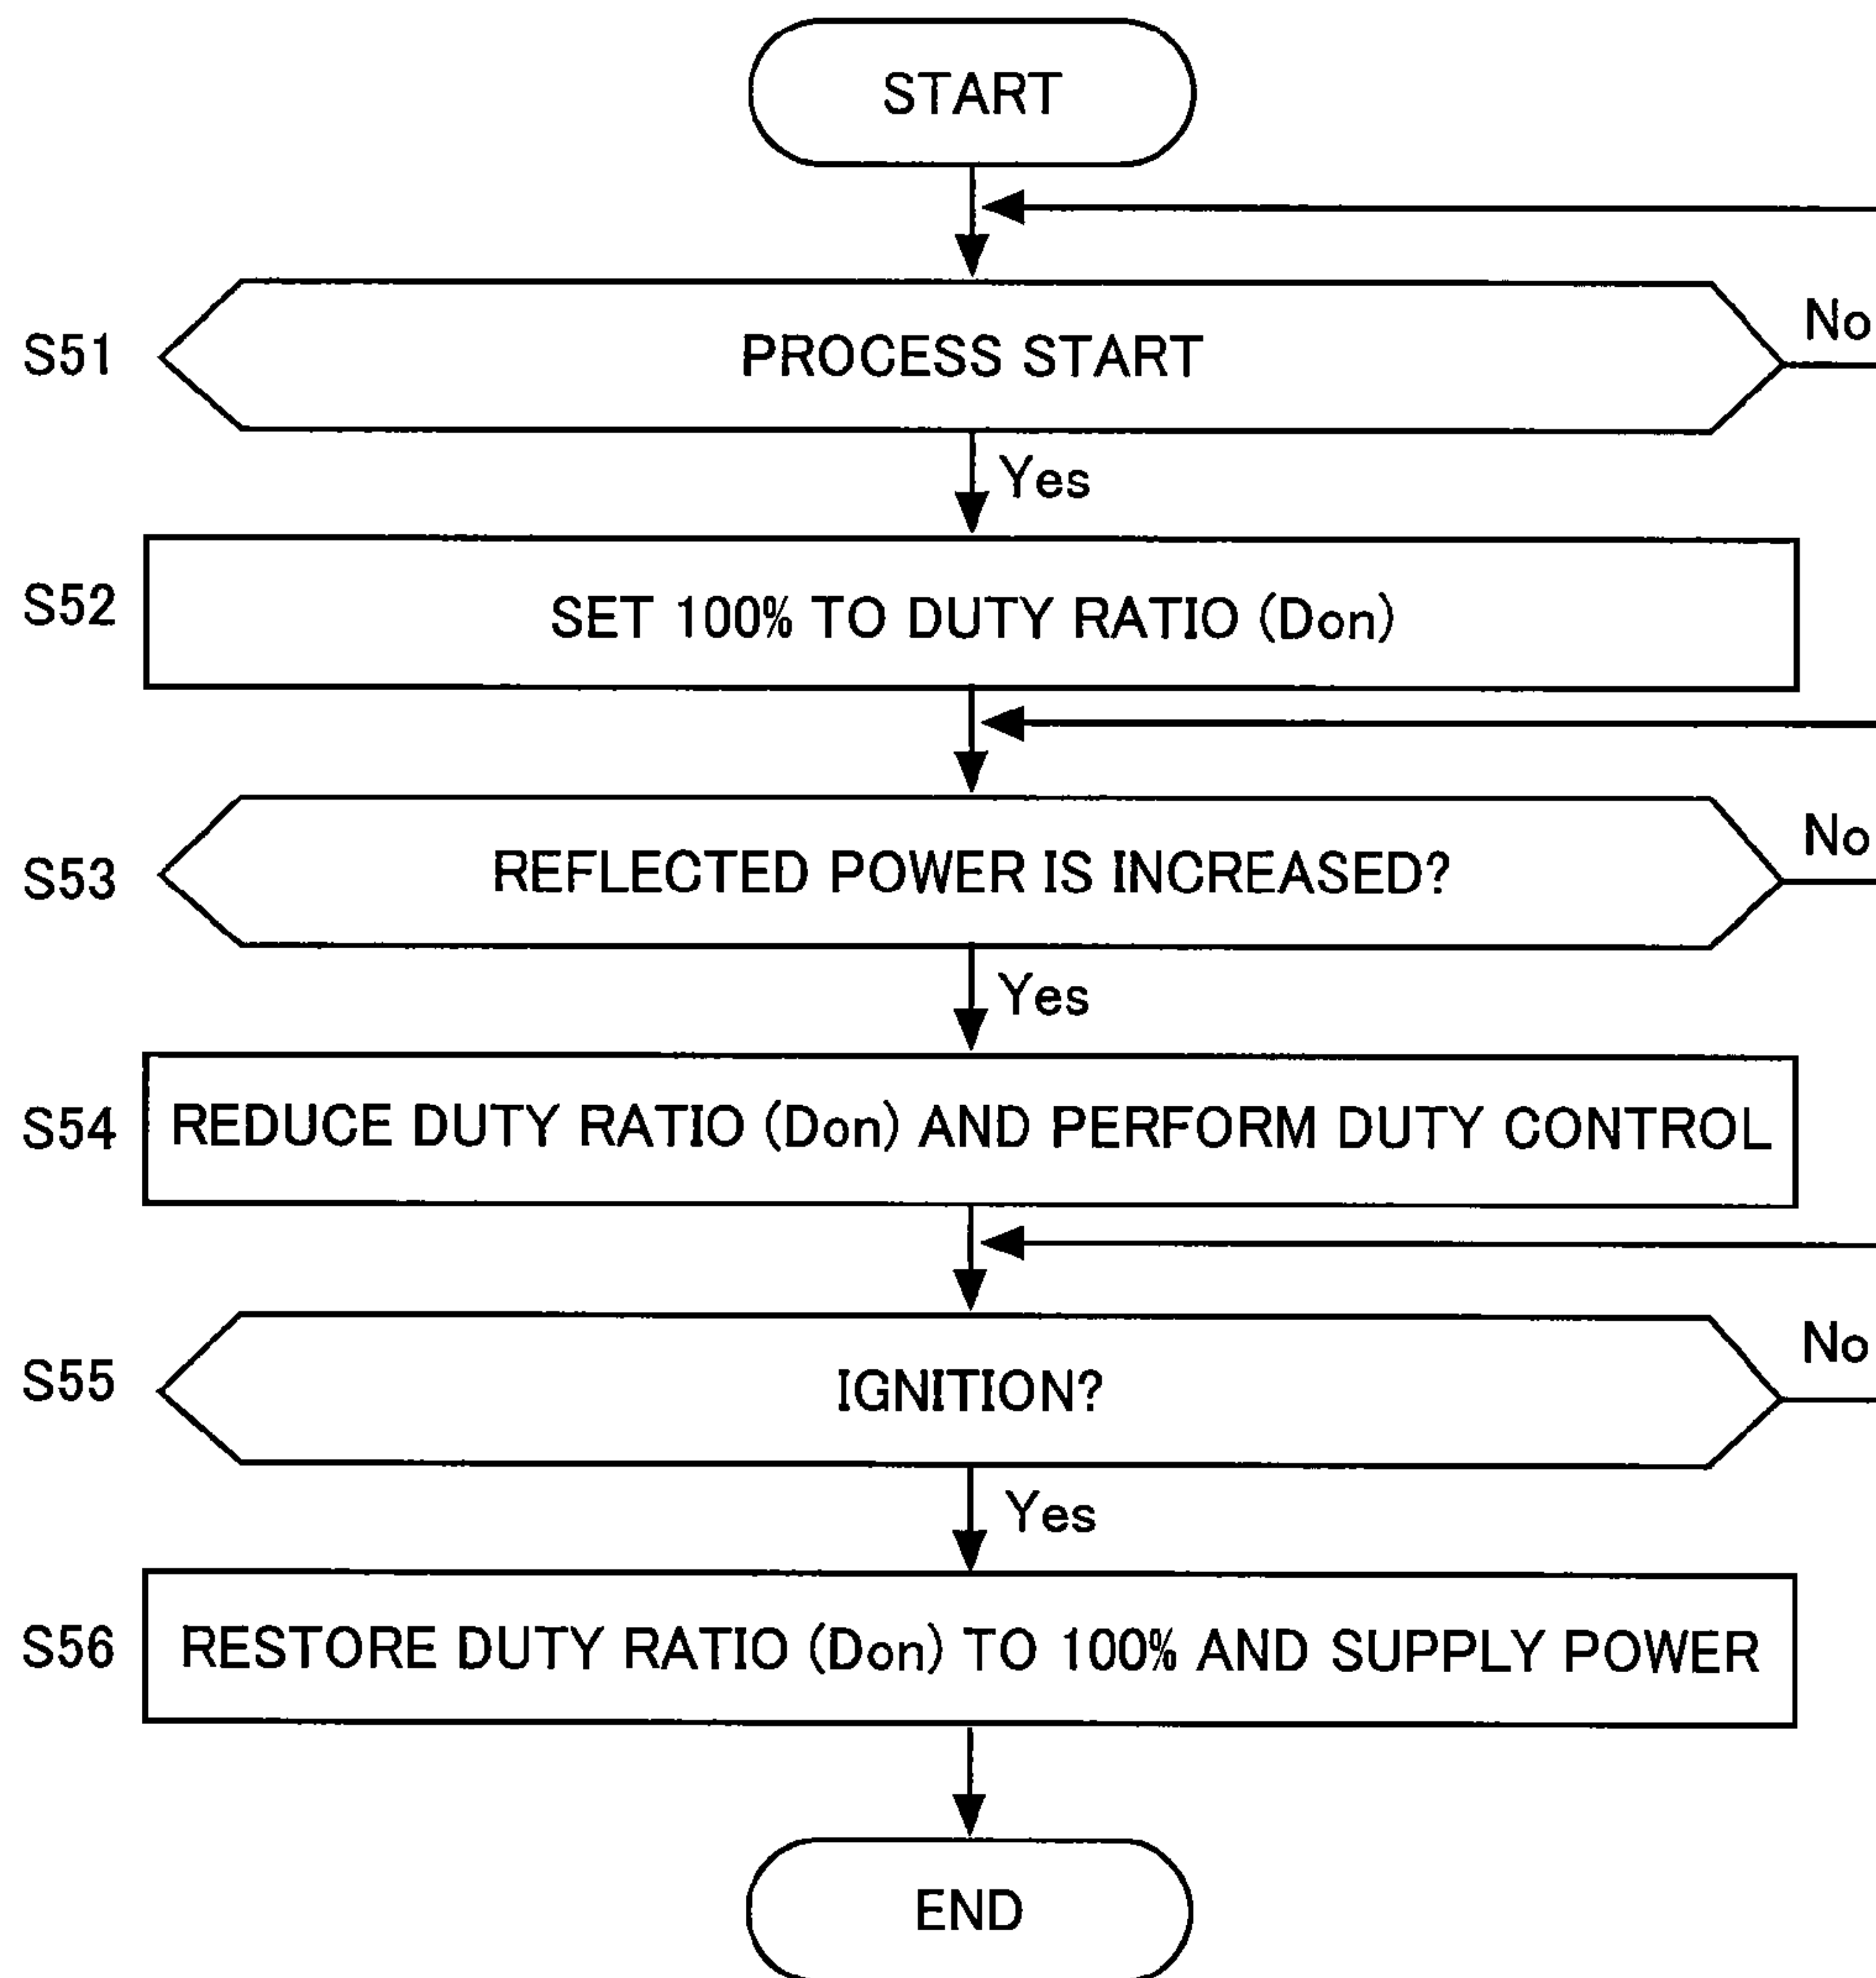 START
S51
PROCESS START
No
Yes
S52
SET 100% TO DUTY RATIO (Don)
S53
REFLECTED POWER IS INCREASED?
No
Yes
S54
REDUCE DUTY RATIO (Don) AND PERFORM DUTY CONTROL
S55
IGNITION?
No
Yes
S56
RESTORE DUTY RATIO (Don) TO 100% AND SUPPLY POWER
END